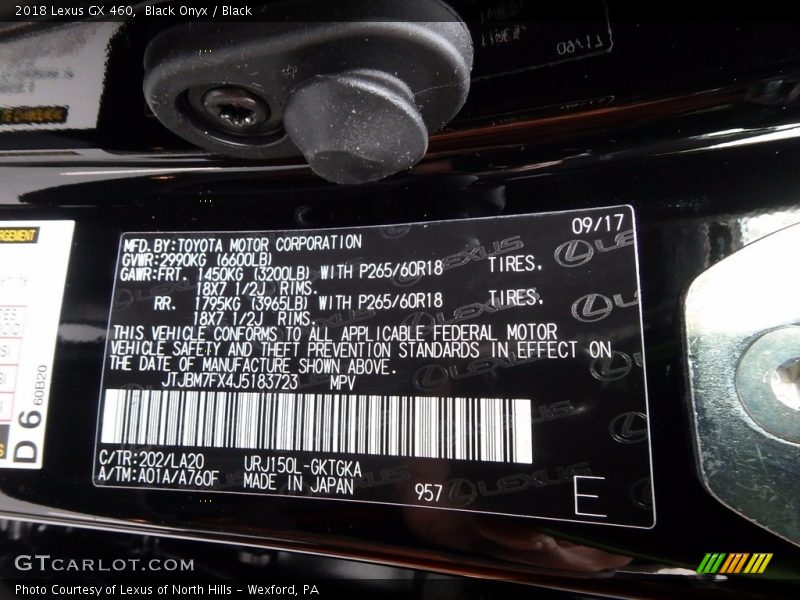 2018 Lexus GX 460, Black Onyx / Black
09/17
MFD. BY: TOYOTA MOTOR CORPORATION
GVWR: 2990KG (6600LB)
GAWR: FRT. 1450KG (3200LB) WITH P265/60R18 TIRES.
18X7 1/2J RIMS.
RR. 1795KG (3965LB) WITH P265/60R18 TIRES.
18X7 1/2J RIMS.
THIS VEHICLE CONFORMS TO ALL APPLICABLE FEDERAL MOTOR
VEHICLE SAFETY AND THEFT PREVENTION STANDARDS IN EFFECT ON
THE DATE OF MANUFACTURE SHOWN ABOVE.
JTJBM7FX4J5183723 MPV
C/TR: 202/LA20 URJ150L-GKTGKA
A/TM: A01A/A760F MADE IN JAPAN
957 E
LEXUS
D 6 60B20
GTCARLOT.COM
Photo Courtesy of Lexus of North Hills - Wexford, PA